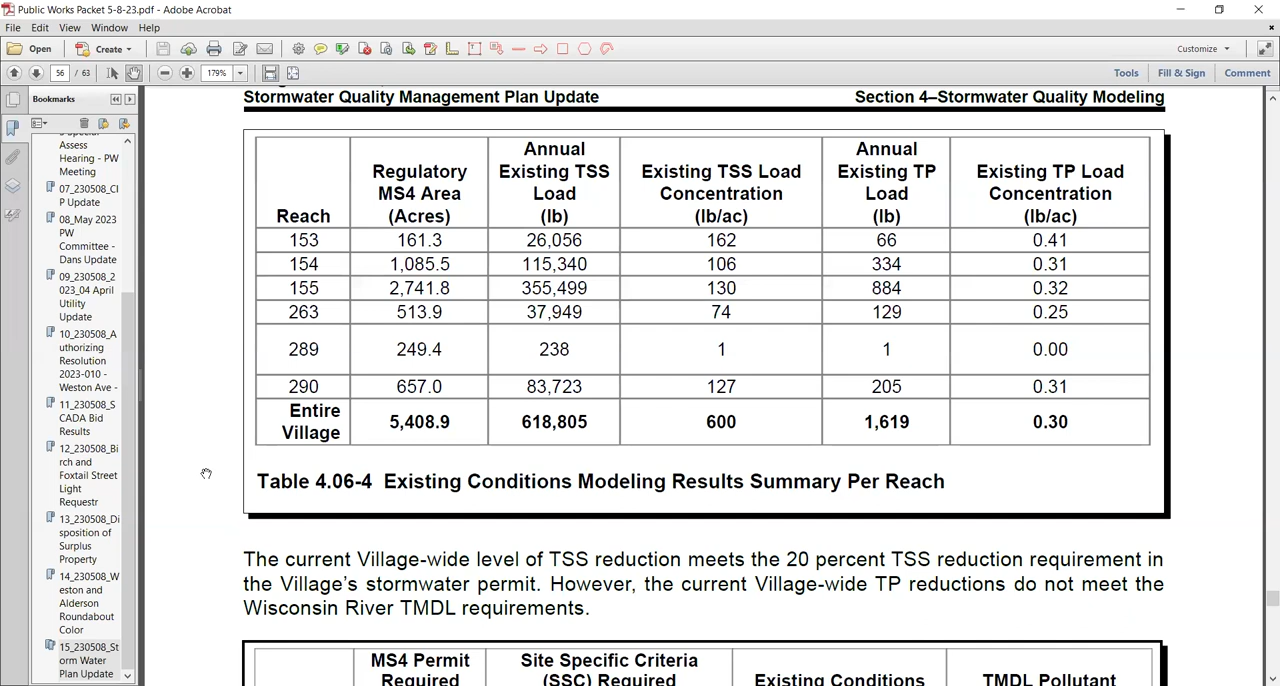 Public Works Packet 5-8-23.pdf - Adobe Acrobat
File Edit View Window Help
Open Create Customize
56 / 63 179% Tools Fill & Sign Comment
Bookmarks
Assess
Hearing - PW
Meeting
07_230508_CI
P Update
08_May 2023
PW
Committee -
Dans Update
09_230508_2
023_04 April
Utility
Update
10_230508_A
uthorizing
Resolution
2023-010 -
Weston Ave -
11_230508_S
CADA Bid
Results
12_230508_Bi
rch and
Foxtail Street
Light
Requestr
13_230508_Di
sposition of
Surplus
Property
14_230508_W
eston and
Alderson
Roundabout
Color
15_230508_St
orm Water
Plan Update
Stormwater Quality Management Plan Update Section 4–Stormwater Quality Modeling
Annual Annual
Regulatory Existing TSS Existing TSS Load Existing TP Existing TP Load
MS4 Area Load Concentration Load Concentration
Reach (Acres) (lb) (lb/ac) (lb) (lb/ac)
153 161.3 26,056 162 66 0.41
154 1,085.5 115,340 106 334 0.31
155 2,741.8 355,499 130 884 0.32
263 513.9 37,949 74 129 0.25
289 249.4 238 1 1 0.00
290 657.0 83,723 127 205 0.31
Entire
Village 5,408.9 618,805 600 1,619 0.30
Table 4.06-4 Existing Conditions Modeling Results Summary Per Reach
The current Village-wide level of TSS reduction meets the 20 percent TSS reduction requirement in
the Village's stormwater permit. However, the current Village-wide TP reductions do not meet the
Wisconsin River TMDL requirements.
MS4 Permit Site Specific Criteria
Required (SSC) Required Existing Conditions TMDL Pollutant